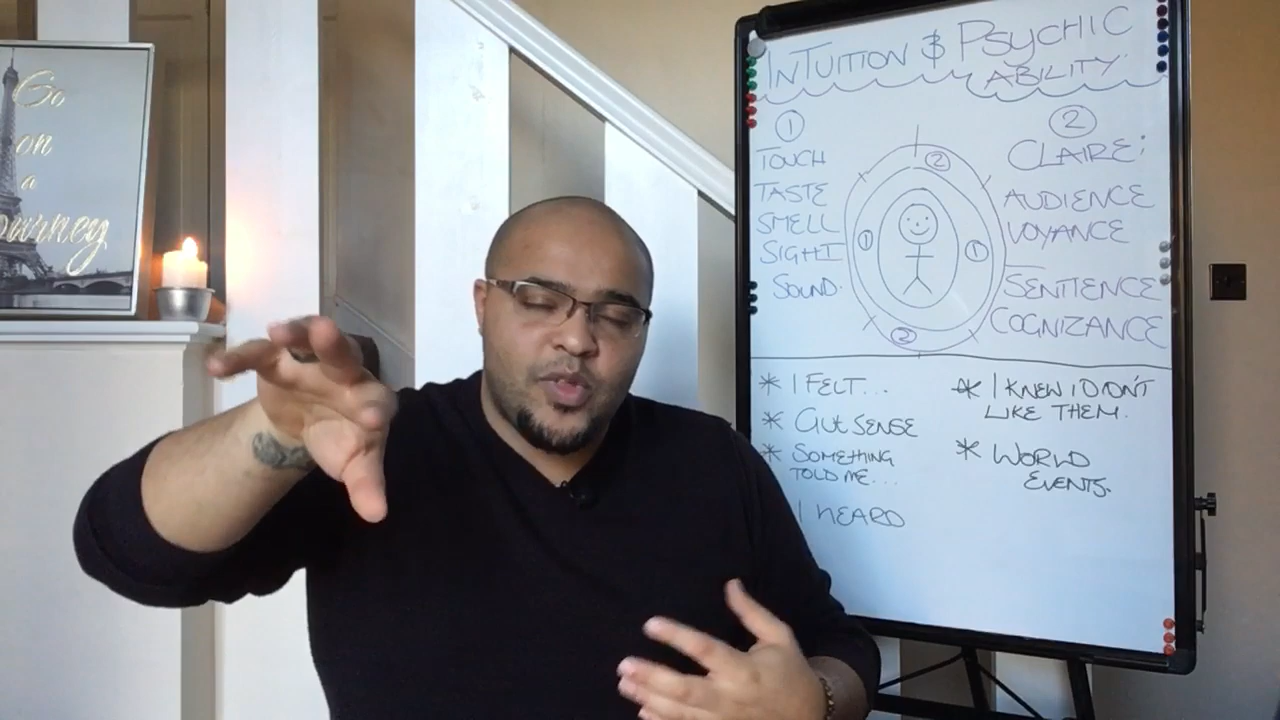 Go
on
a
Journey
INTUITION & PSYCHIC
ABILITY.
1
TOUCH
TASTE
SMELL
SIGHT
SOUND.
2
1
1
2
2
CLAIRE:
AUDIENCE
VOYANCE
SENTIENCE
COGNIZANCE
* I FELT...
* GUT SENSE
* SOMETHING
TOLD ME...
I HEARD
* I KNEW I DIDN'T
LIKE THEM.
* WORLD
EVENTS.